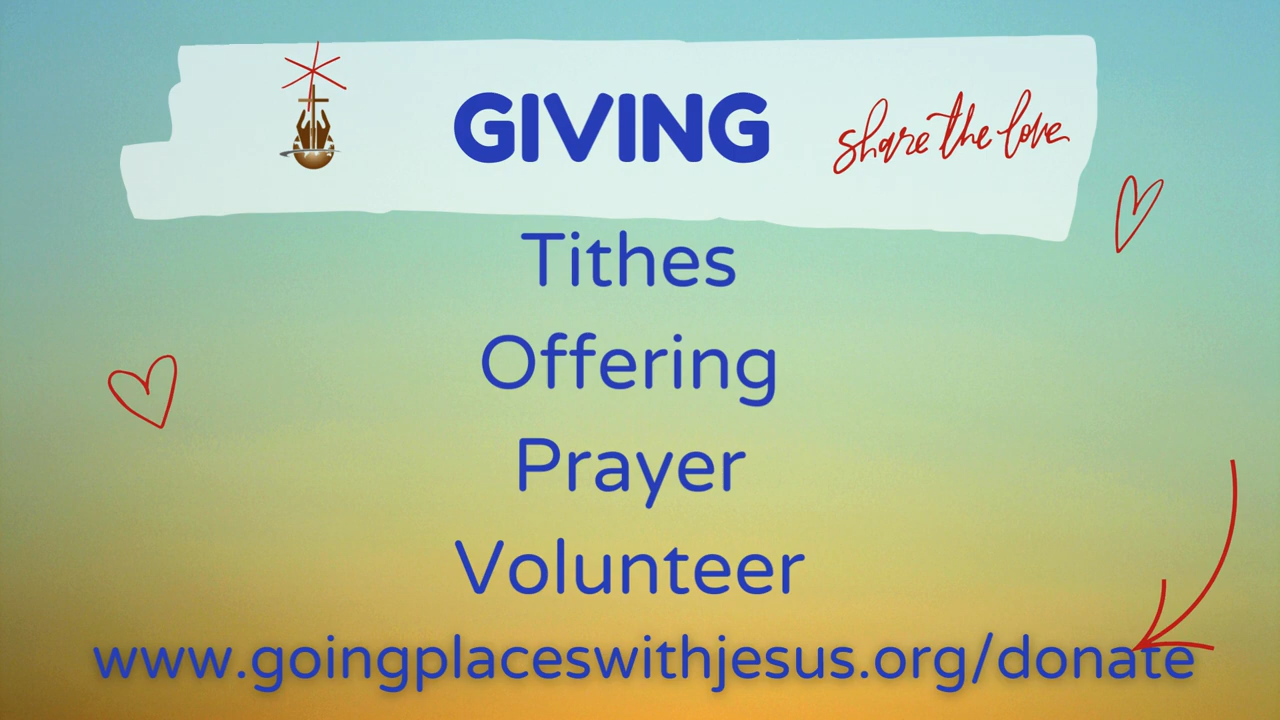 GIVING share the love
Tithes
Offering
Prayer
Volunteer
www.goingplaceswithjesus.org/donate